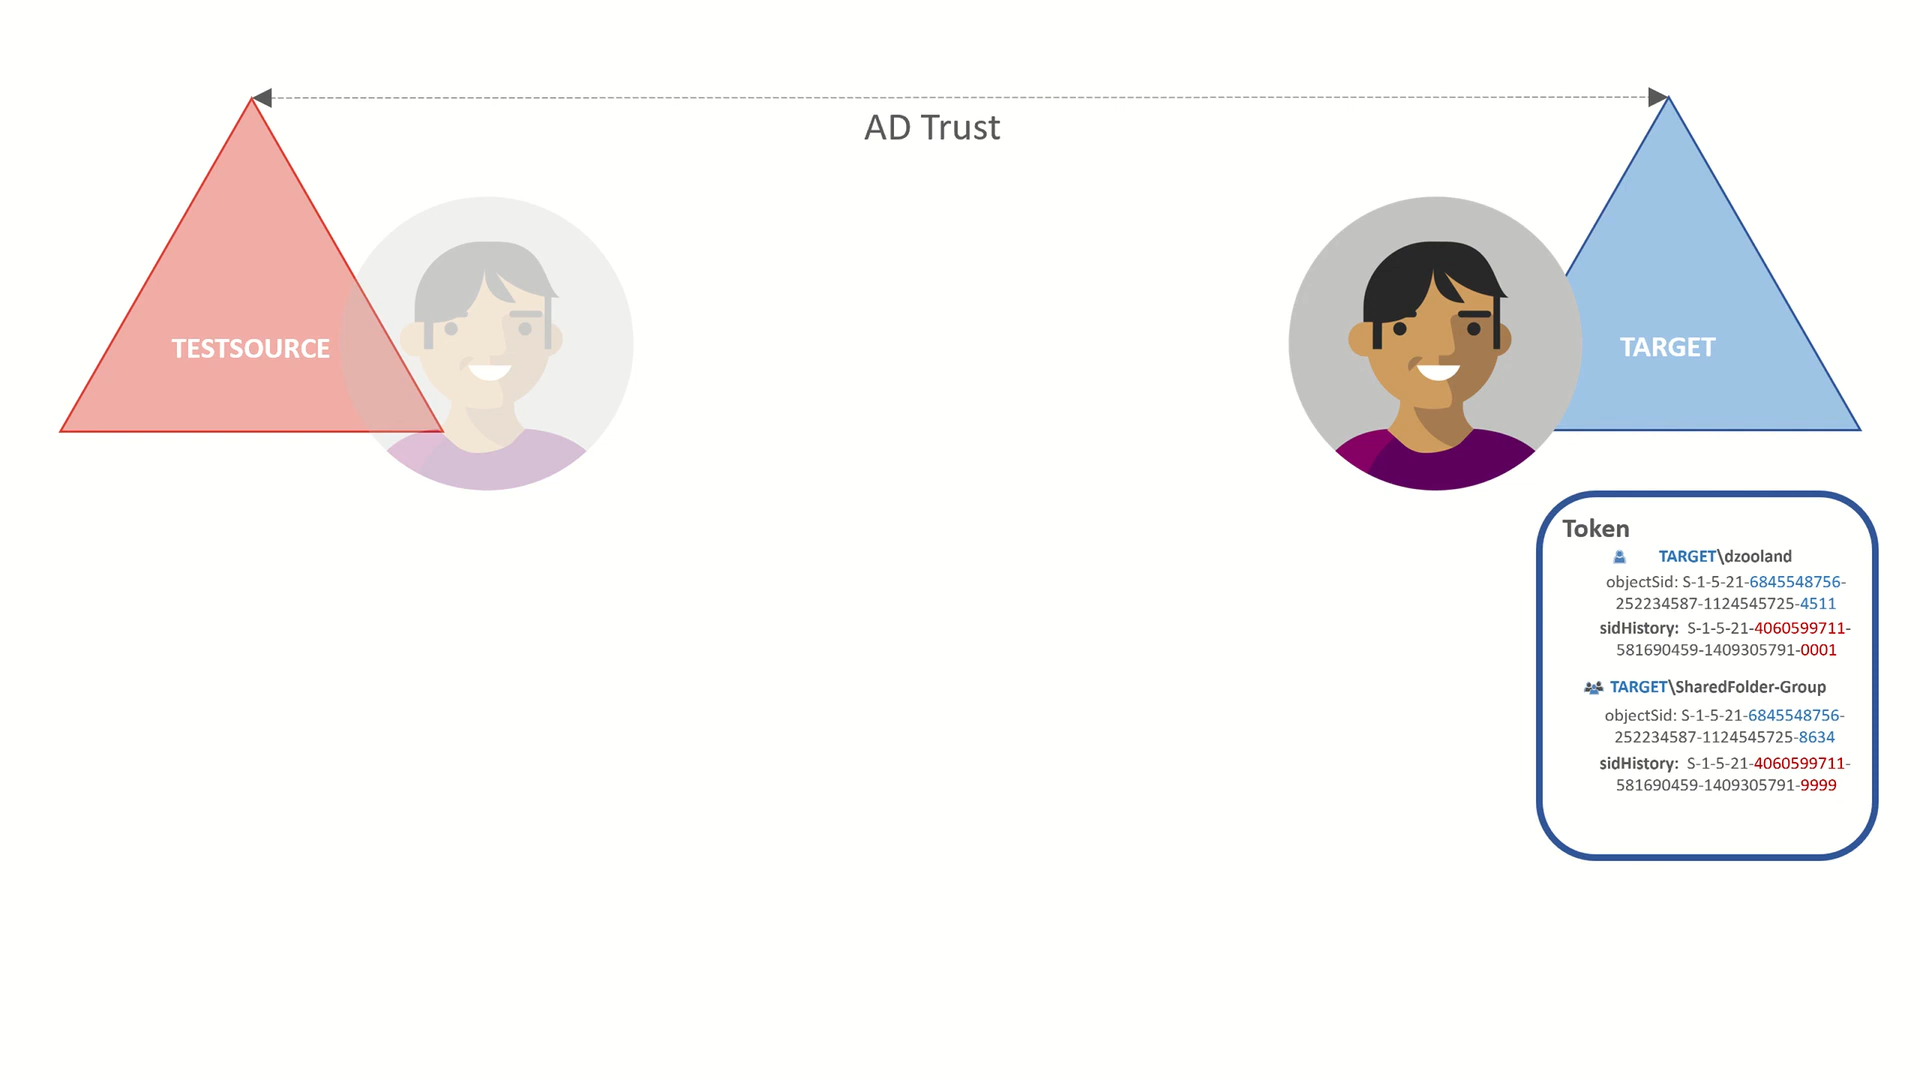 AD Trust
TESTSOURCE
TARGET
Token
TARGET\dzooland
objectSid: S-1-5-21-6845548756-
252234587-1124545725-4511
sidHistory: S-1-5-21-4060599711-
581690459-1409305791-0001
TARGET\SharedFolder-Group
objectSid: S-1-5-21-6845548756-
252234587-1124545725-8634
sidHistory: S-1-5-21-4060599711-
581690459-1409305791-9999